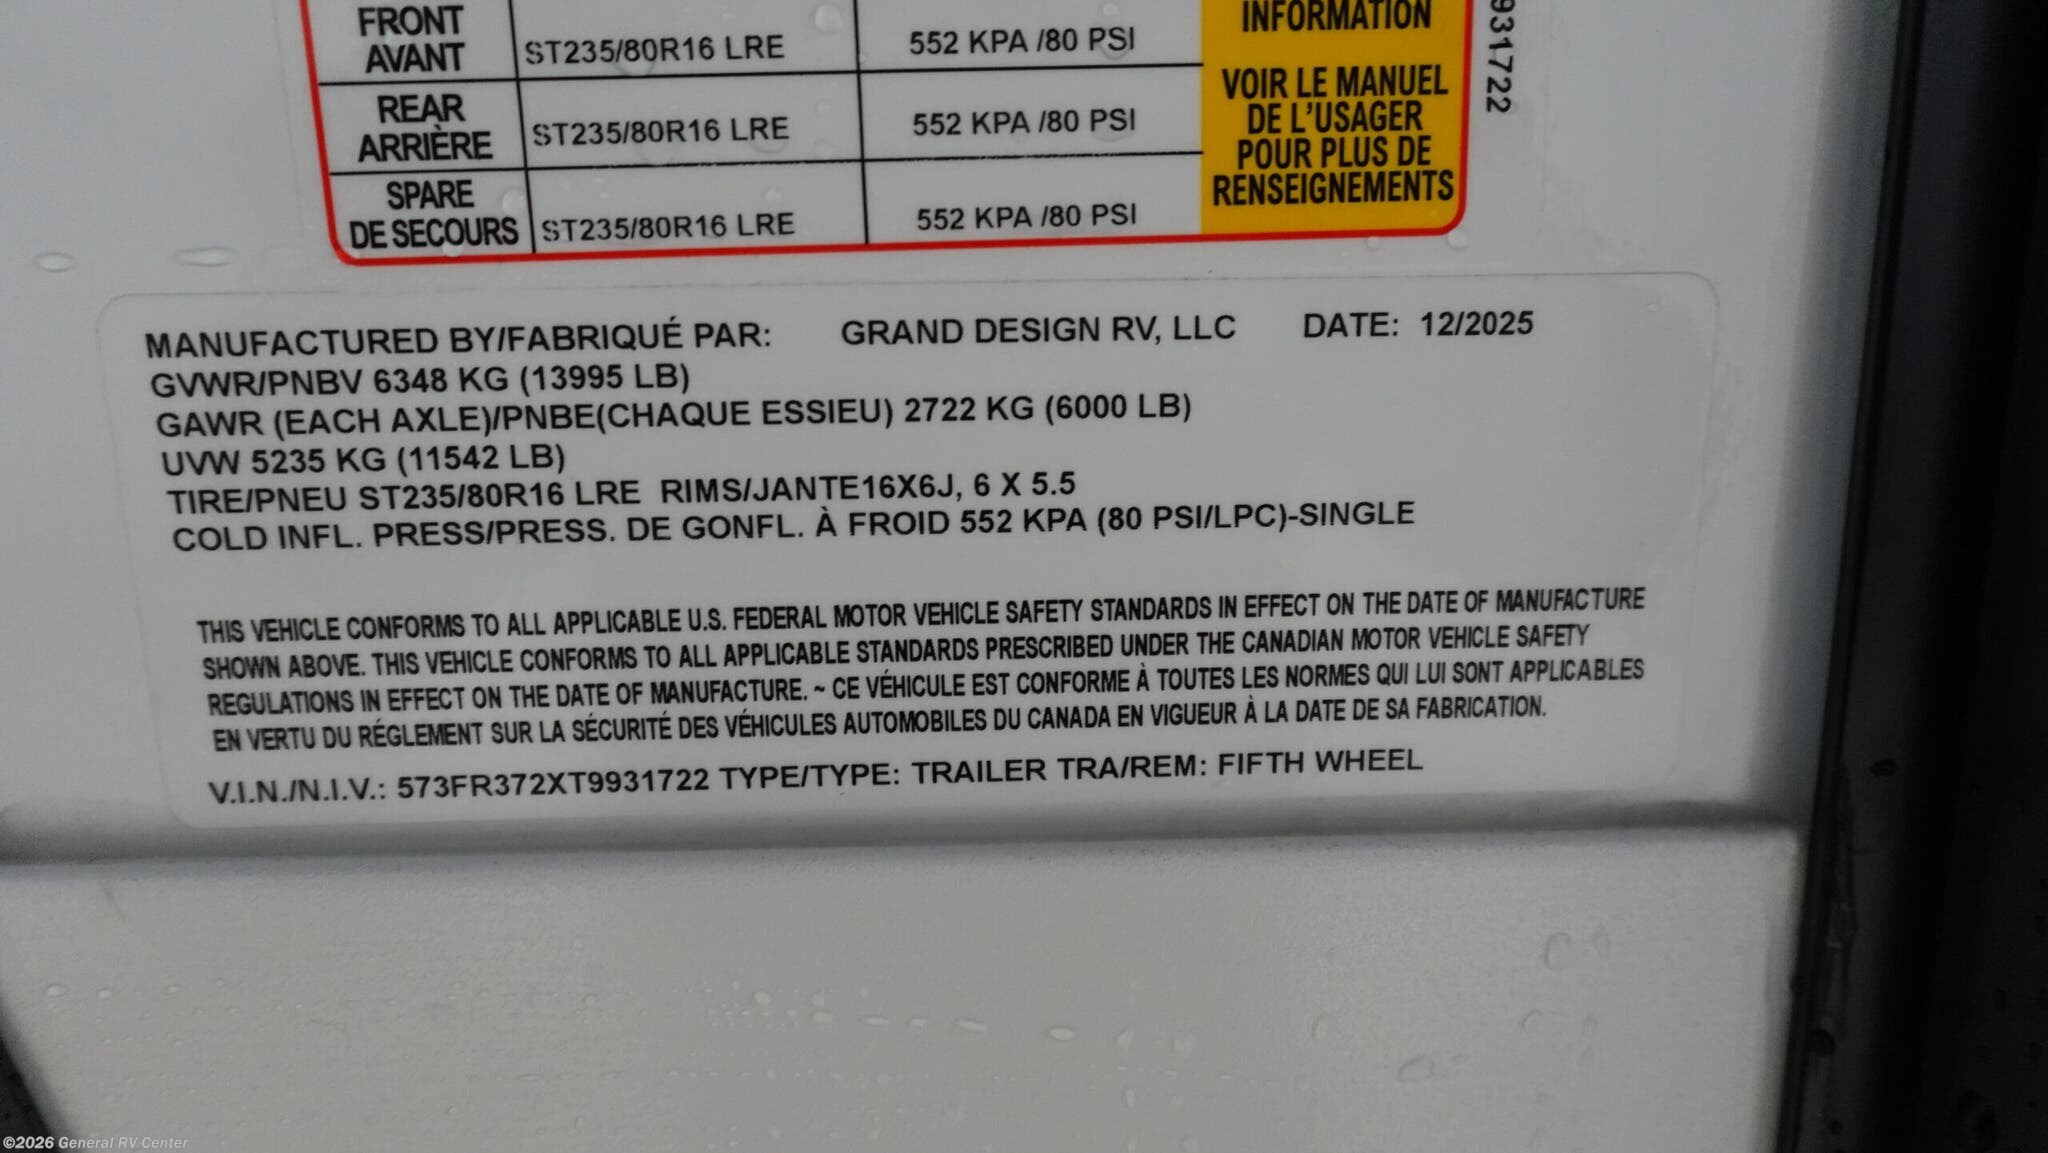 FRONT
AVANT
ST235/80R16 LRE
552 KPA /80 PSI
REAR
ARRIÈRE
ST235/80R16 LRE
552 KPA /80 PSI
SPARE
DE SECOURS
ST235/80R16 LRE
552 KPA /80 PSI
INFORMATION
VOIR LE MANUEL
DE L'USAGER
POUR PLUS DE
RENSEIGNEMENTS
931722
MANUFACTURED BY/FABRIQUÉ PAR: GRAND DESIGN RV, LLC DATE: 12/2025
GVWR/PNBV 6348 KG (13995 LB)
GAWR (EACH AXLE)/PNBE(CHAQUE ESSIEU) 2722 KG (6000 LB)
UVW 5235 KG (11542 LB)
TIRE/PNEU ST235/80R16 LRE RIMS/JANTE16X6J, 6 X 5.5
COLD INFL. PRESS/PRESS. DE GONFL. À FROID 552 KPA (80 PSI/LPC)-SINGLE
THIS VEHICLE CONFORMS TO ALL APPLICABLE U.S. FEDERAL MOTOR VEHICLE SAFETY STANDARDS IN EFFECT ON THE DATE OF MANUFACTURE
SHOWN ABOVE. THIS VEHICLE CONFORMS TO ALL APPLICABLE STANDARDS PRESCRIBED UNDER THE CANADIAN MOTOR VEHICLE SAFETY
REGULATIONS IN EFFECT ON THE DATE OF MANUFACTURE. ~ CE VÉHICULE EST CONFORME À TOUTES LES NORMES QUI LUI SONT APPLICABLES
EN VERTU DU RÉGLEMENT SUR LA SÉCURITÉ DES VÉHICULES AUTOMOBILES DU CANADA EN VIGUEUR À LA DATE DE SA FABRICATION.
V.I.N./N.I.V.: 573FR372XT9931722 TYPE/TYPE: TRAILER TRA/REM: FIFTH WHEEL
©2026 General RV Center